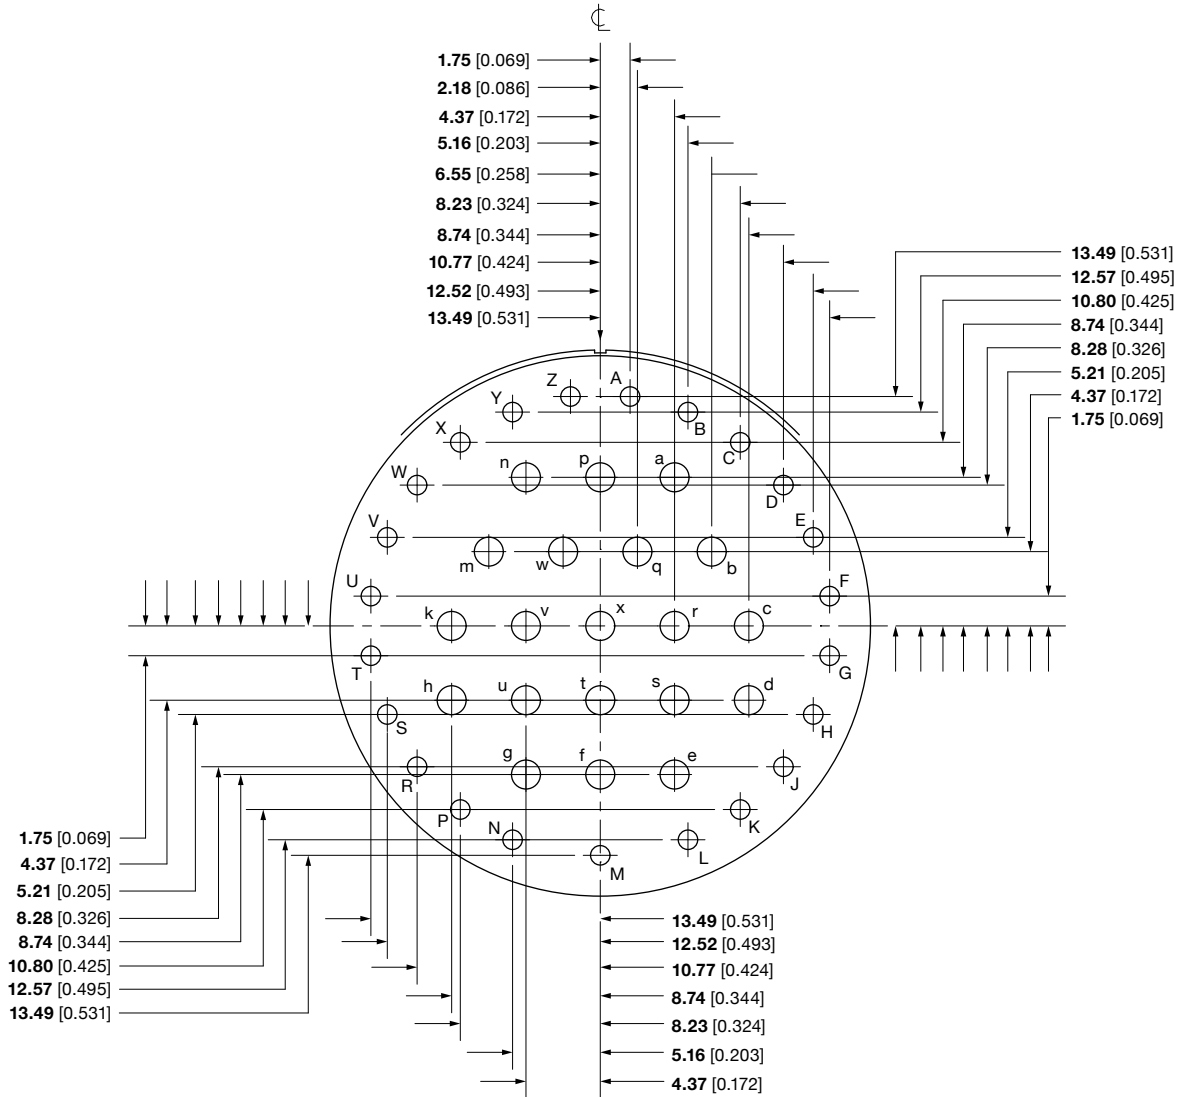 ℄
1.75 [0.069]
2.18 [0.086]
4.37 [0.172]
5.16 [0.203]
6.55 [0.258]
8.23 [0.324]
8.74 [0.344]
10.77 [0.424]
12.52 [0.493]
13.49 [0.531]
13.49 [0.531]
12.57 [0.495]
10.80 [0.425]
8.74 [0.344]
8.28 [0.326]
5.21 [0.205]
4.37 [0.172]
1.75 [0.069]
Z A
Y B
X C
n p a
W D
V E
m w q b
U F
k v x r c
T G
h u t s d
S H
g f e
R J
P K
N L
M
1.75 [0.069]
4.37 [0.172]
5.21 [0.205]
8.28 [0.326]
8.74 [0.344]
10.80 [0.425]
12.57 [0.495]
13.49 [0.531]
13.49 [0.531]
12.52 [0.493]
10.77 [0.424]
8.74 [0.344]
8.23 [0.324]
5.16 [0.203]
4.37 [0.172]